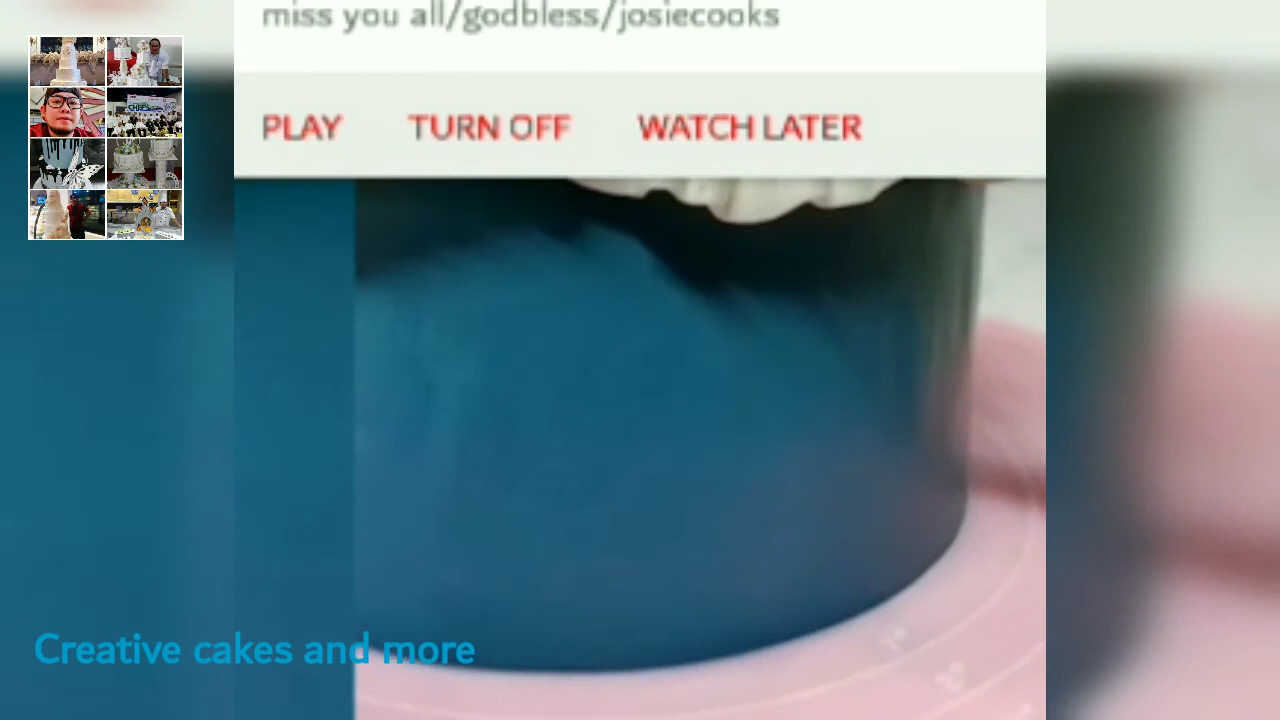 miss you all/godbless/josiecooks
PLAY TURN OFF WATCH LATER
Creative cakes and more